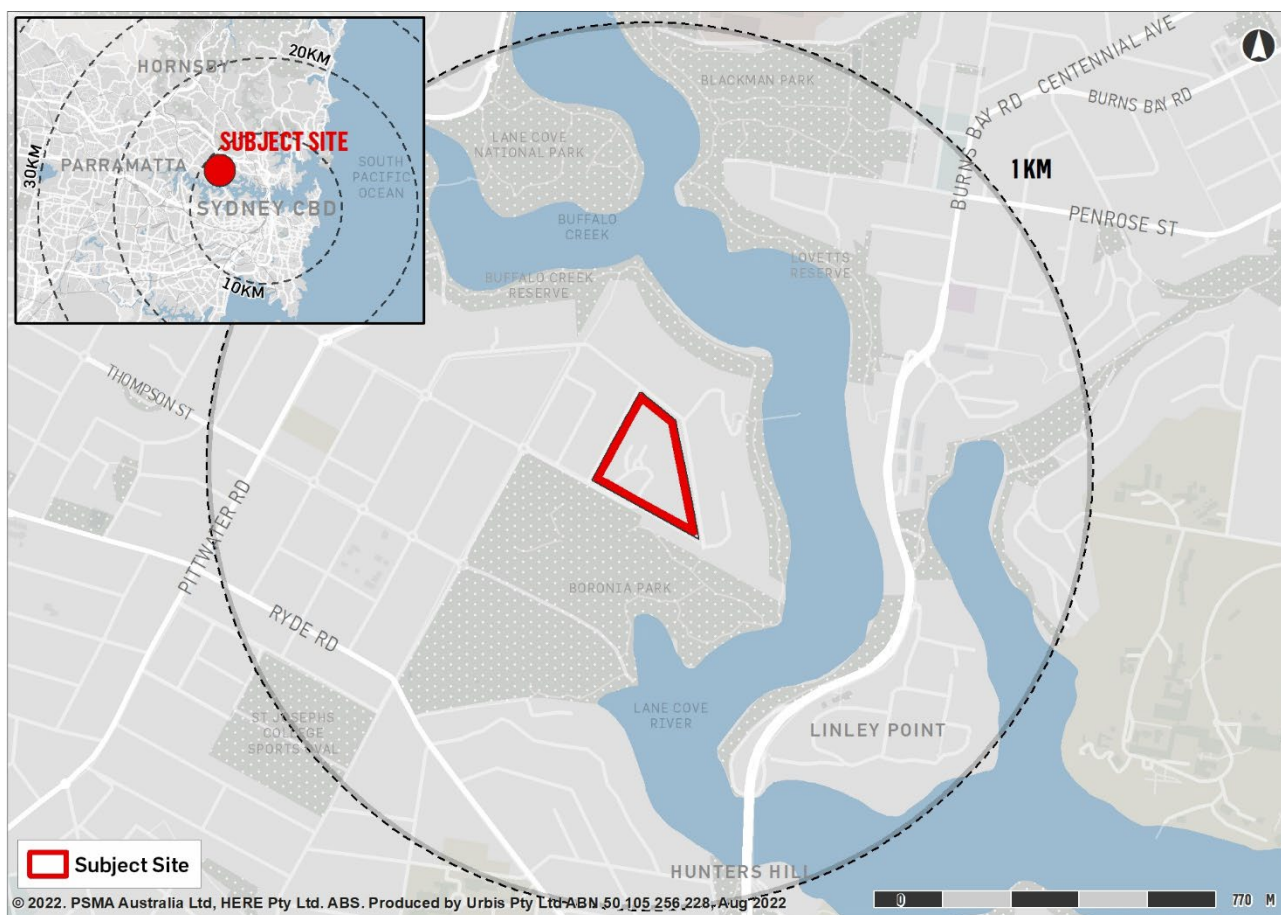 HORNSBY
20KM
SUBJECT SITE
30KM
PARRAMATTA
SOUTH
PACIFIC
OCEAN
SYDNEY CBD
10KM
BLACKMAN PARK
LANE COVE
NATIONAL PARK
BURNS BAY RD
CENTENNIAL AVE
BURNS BAY RD
1 KM
PENROSE ST
BUFFALO
CREEK
LOVETTS
RESERVE
BUFFALO CREEK
RESERVE
THOMPSON ST
PITTWATER RD
BORONIA PARK
RYDE RD
LANE COVE
RIVER
ST JOSEPHS
COLLEGE
SPORTS OVAL
LINLEY POINT
HUNTERS HILL
Subject Site
© 2022. PSMA Australia Ltd, HERE Pty Ltd. ABS. Produced by Urbis Pty Ltd ABN 50 105 256 228, Aug 2022
0 770 M